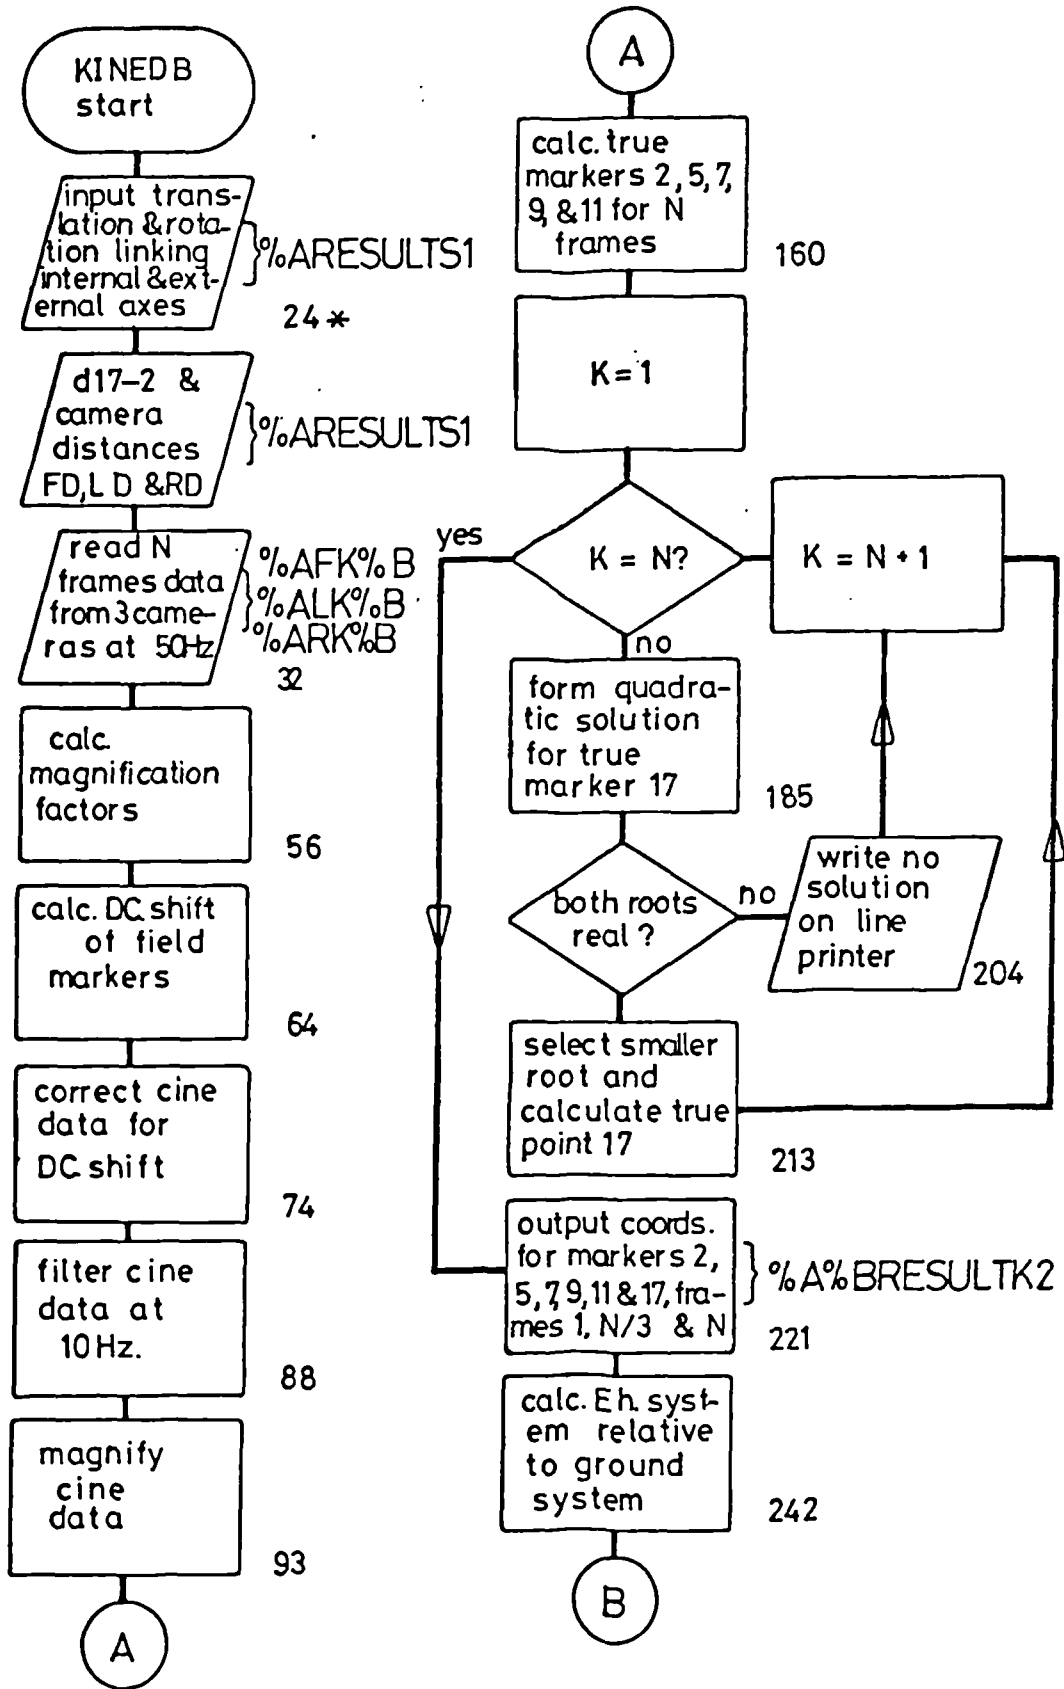 KINEDB
start
input trans-
lation & rota-
tion linking
internal & ext-
ernal axes
}%ARESULTS1
24 *
d17-2 &
camera
distances
FD, LD & RD
}%ARESULTS1
read N
frames data
from 3 came-
ras at 50Hz
%AFK%B
}%ALK%B
%ARK%B
32
calc.
magnification
factors
56
calc. DC. shift
of field
markers
64
correct cine
data for
DC shift
74
filter cine
data at
10 Hz.
88
magnify
cine
data
93
A
A
calc. true
markers 2, 5, 7,
9, & 11 for N
frames
160
K = 1
yes
K = N?
K = N + 1
no
form quadra-
tic solution
for true
marker 17
185
both roots
real ?
no
write no
solution
on line
printer
204
select smaller
root and
calculate true
point 17
213
output coords.
for markers 2,
5, 7, 9, 11 & 17, fra-
mes 1, N/3 & N
} %A%BRESULTK2
221
calc. Eh. syst-
em relative
to ground
system
242
B